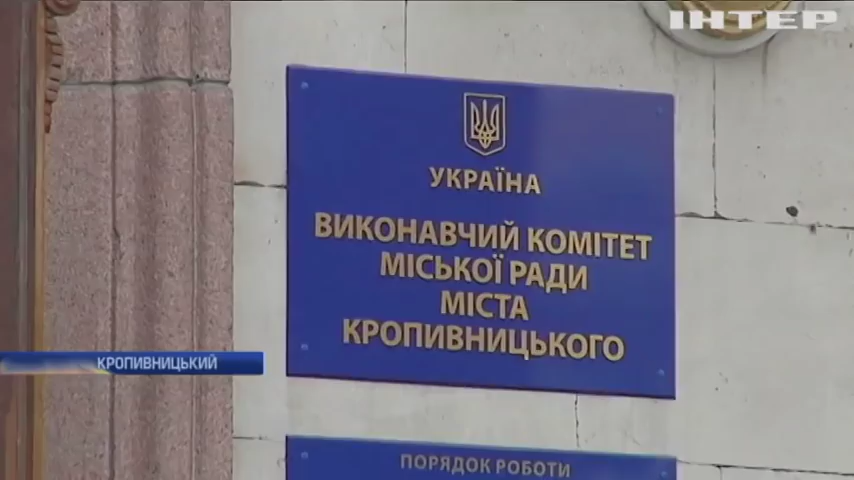 ІНТЕР
УКРАЇНА
ВИКОНАВЧИЙ КОМІТЕТ
МІСЬКОЇ РАДИ
МІСТА
КРОПИВНИЦЬКОГО
КРОПИВНИЦЬКИЙ
ПОРЯДОК РОБОТИ